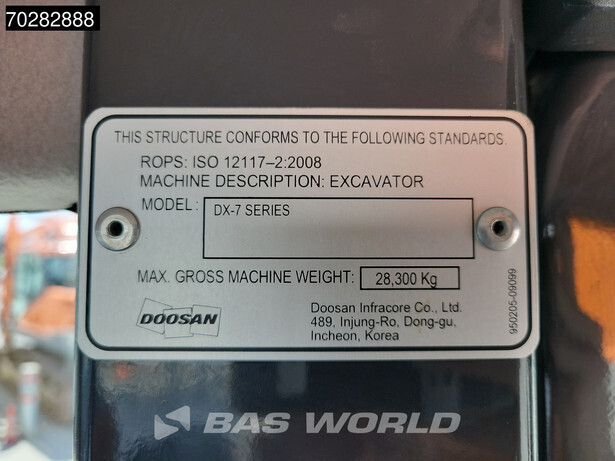 70282888
THIS STRUCTURE CONFORMS TO THE FOLLOWING STANDARDS.
ROPS: ISO 12117–2:2008
MACHINE DESCRIPTION: EXCAVATOR
MODEL : DX-7 SERIES
MAX. GROSS MACHINE WEIGHT: 28,300 Kg
DOOSAN
Doosan Infracore Co., Ltd.
489, Injung-Ro, Dong-gu,
Incheon, Korea
950205-09099
BAS WORLD